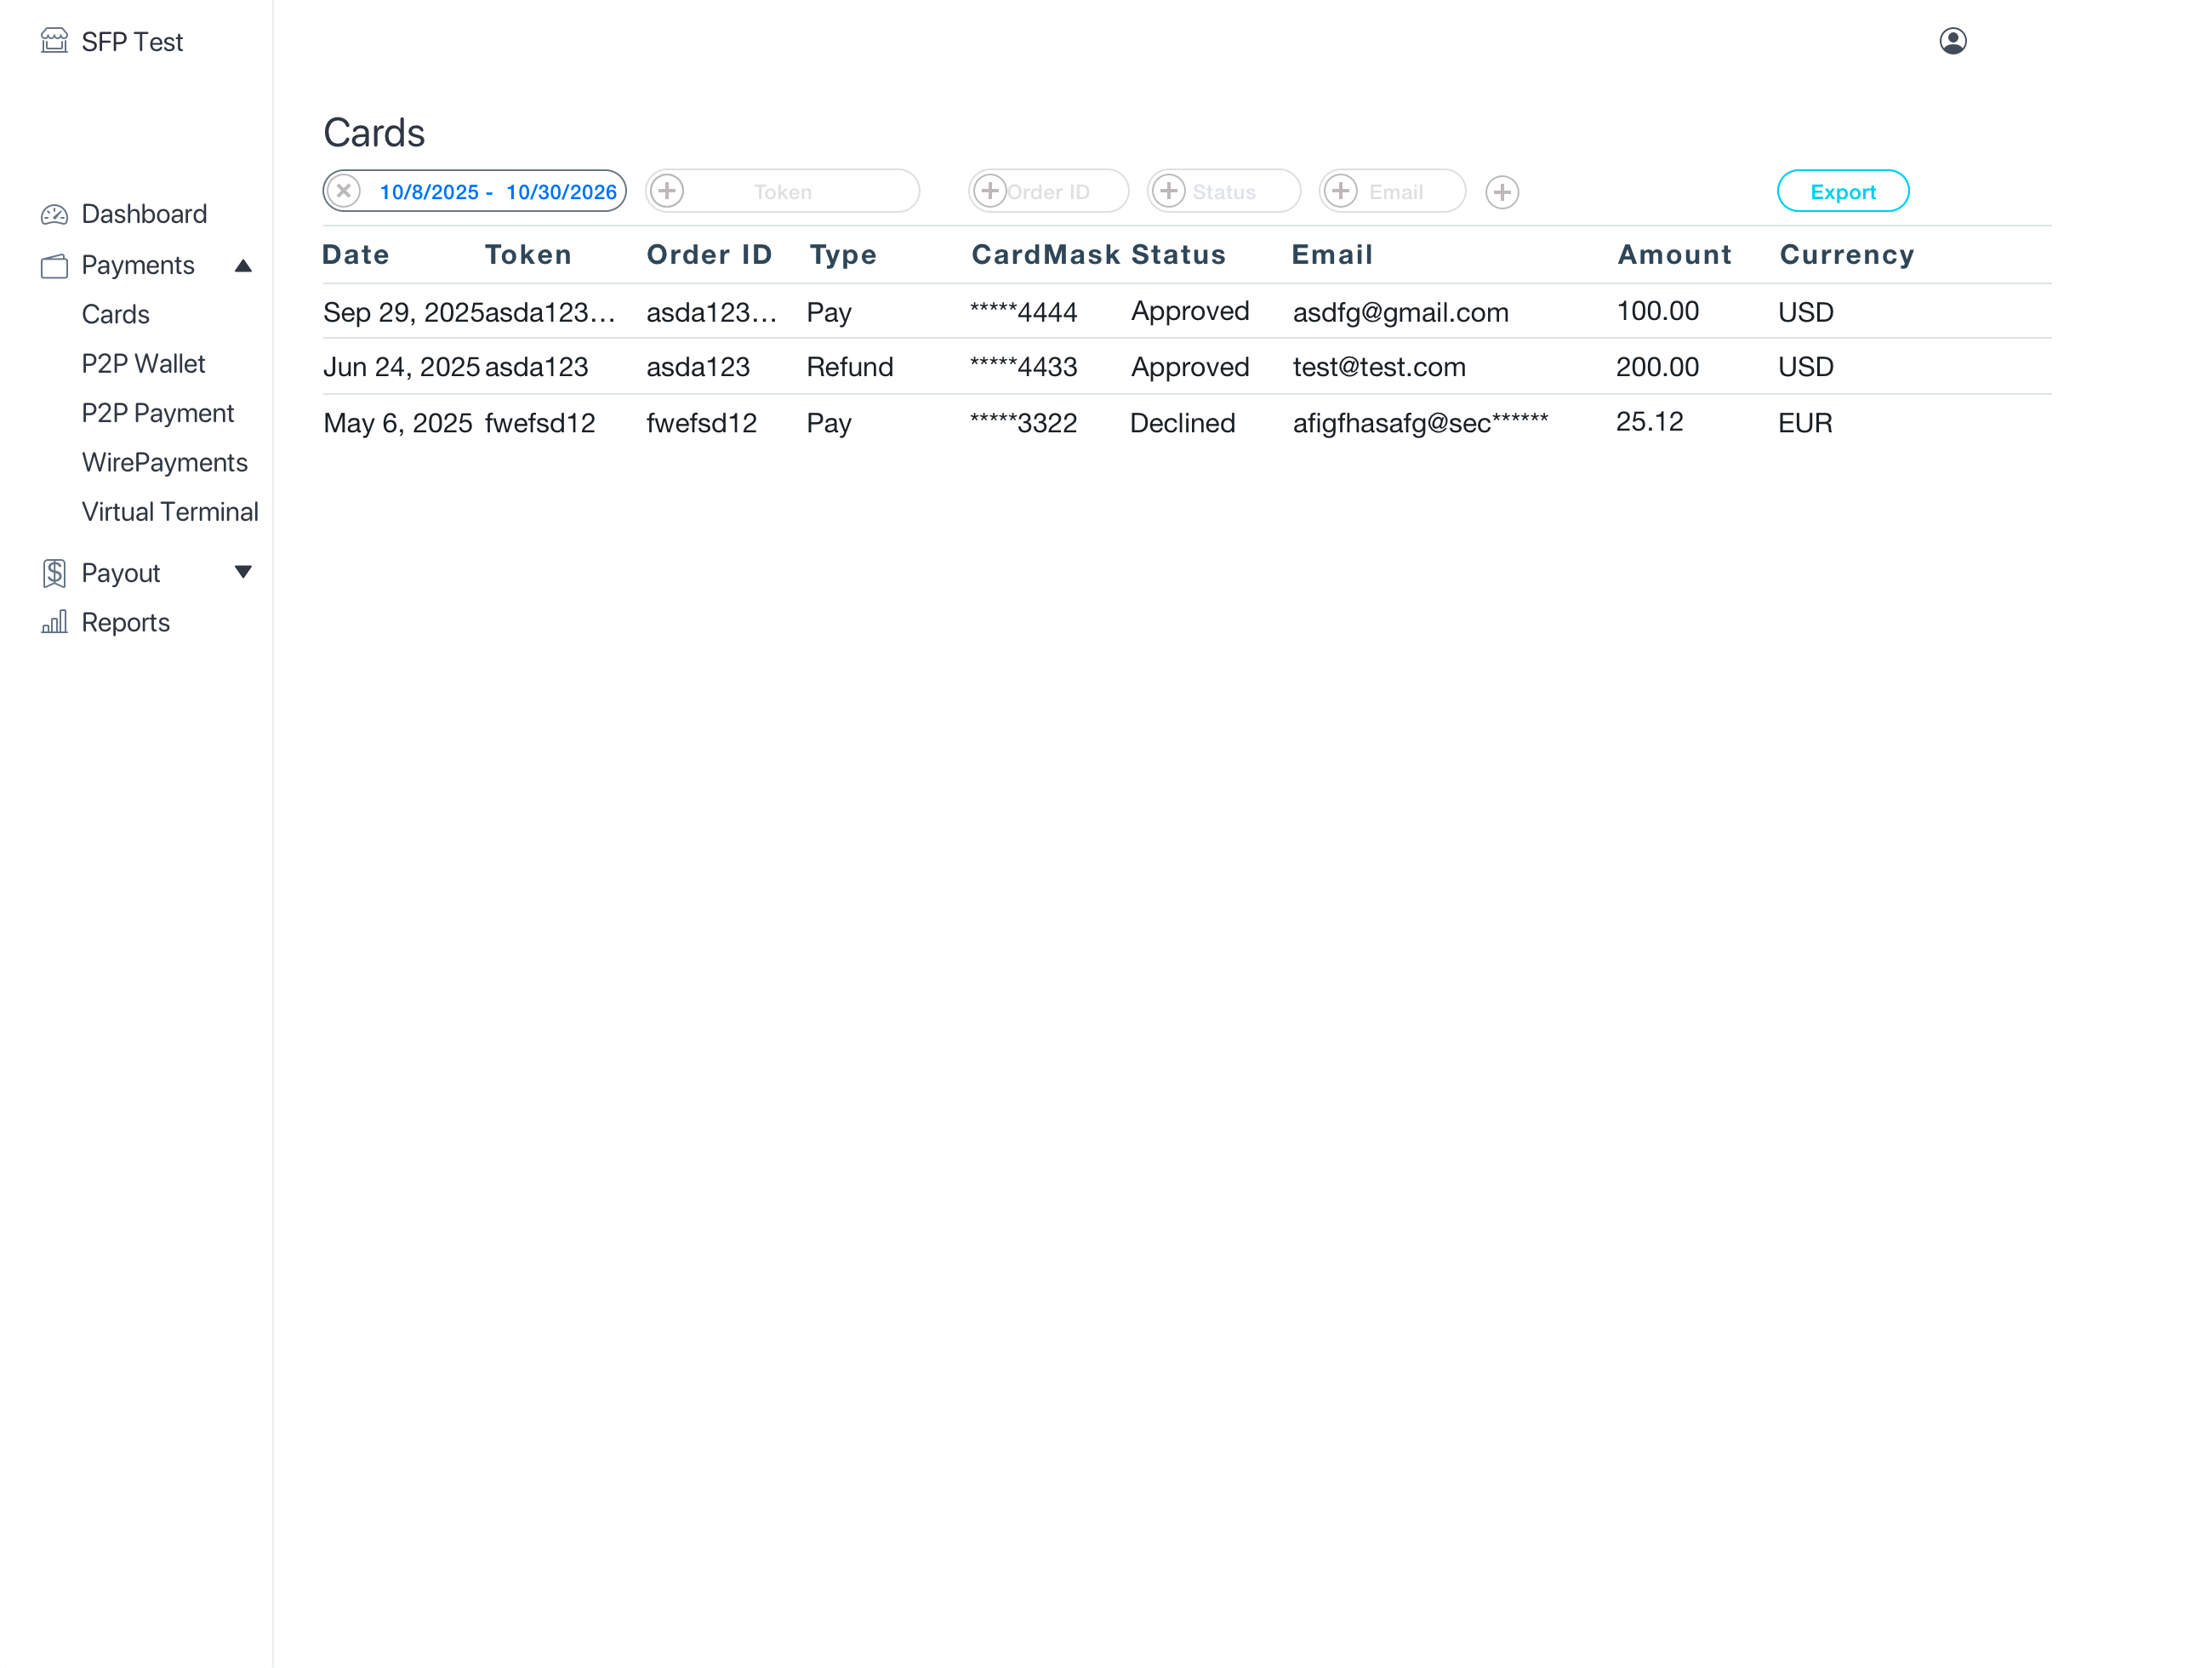 SFP Test
Cards
10/8/2025 - 10/30/2026 Token Order ID Status Email Export
Dashboard
Payments
Cards
P2P Wallet
P2P Payment
WirePayments
Virtual Terminal
Payout
Reports
Date Token Order ID Type CardMask Status Email Amount Currency
Sep 29, 2025 asda123... asda123... Pay *****4444 Approved asdfg@gmail.com 100.00 USD
Jun 24, 2025 asda123 asda123 Refund *****4433 Approved test@test.com 200.00 USD
May 6, 2025 fwefsd12 fwefsd12 Pay *****3322 Declined afigfhasafg@sec****** 25.12 EUR